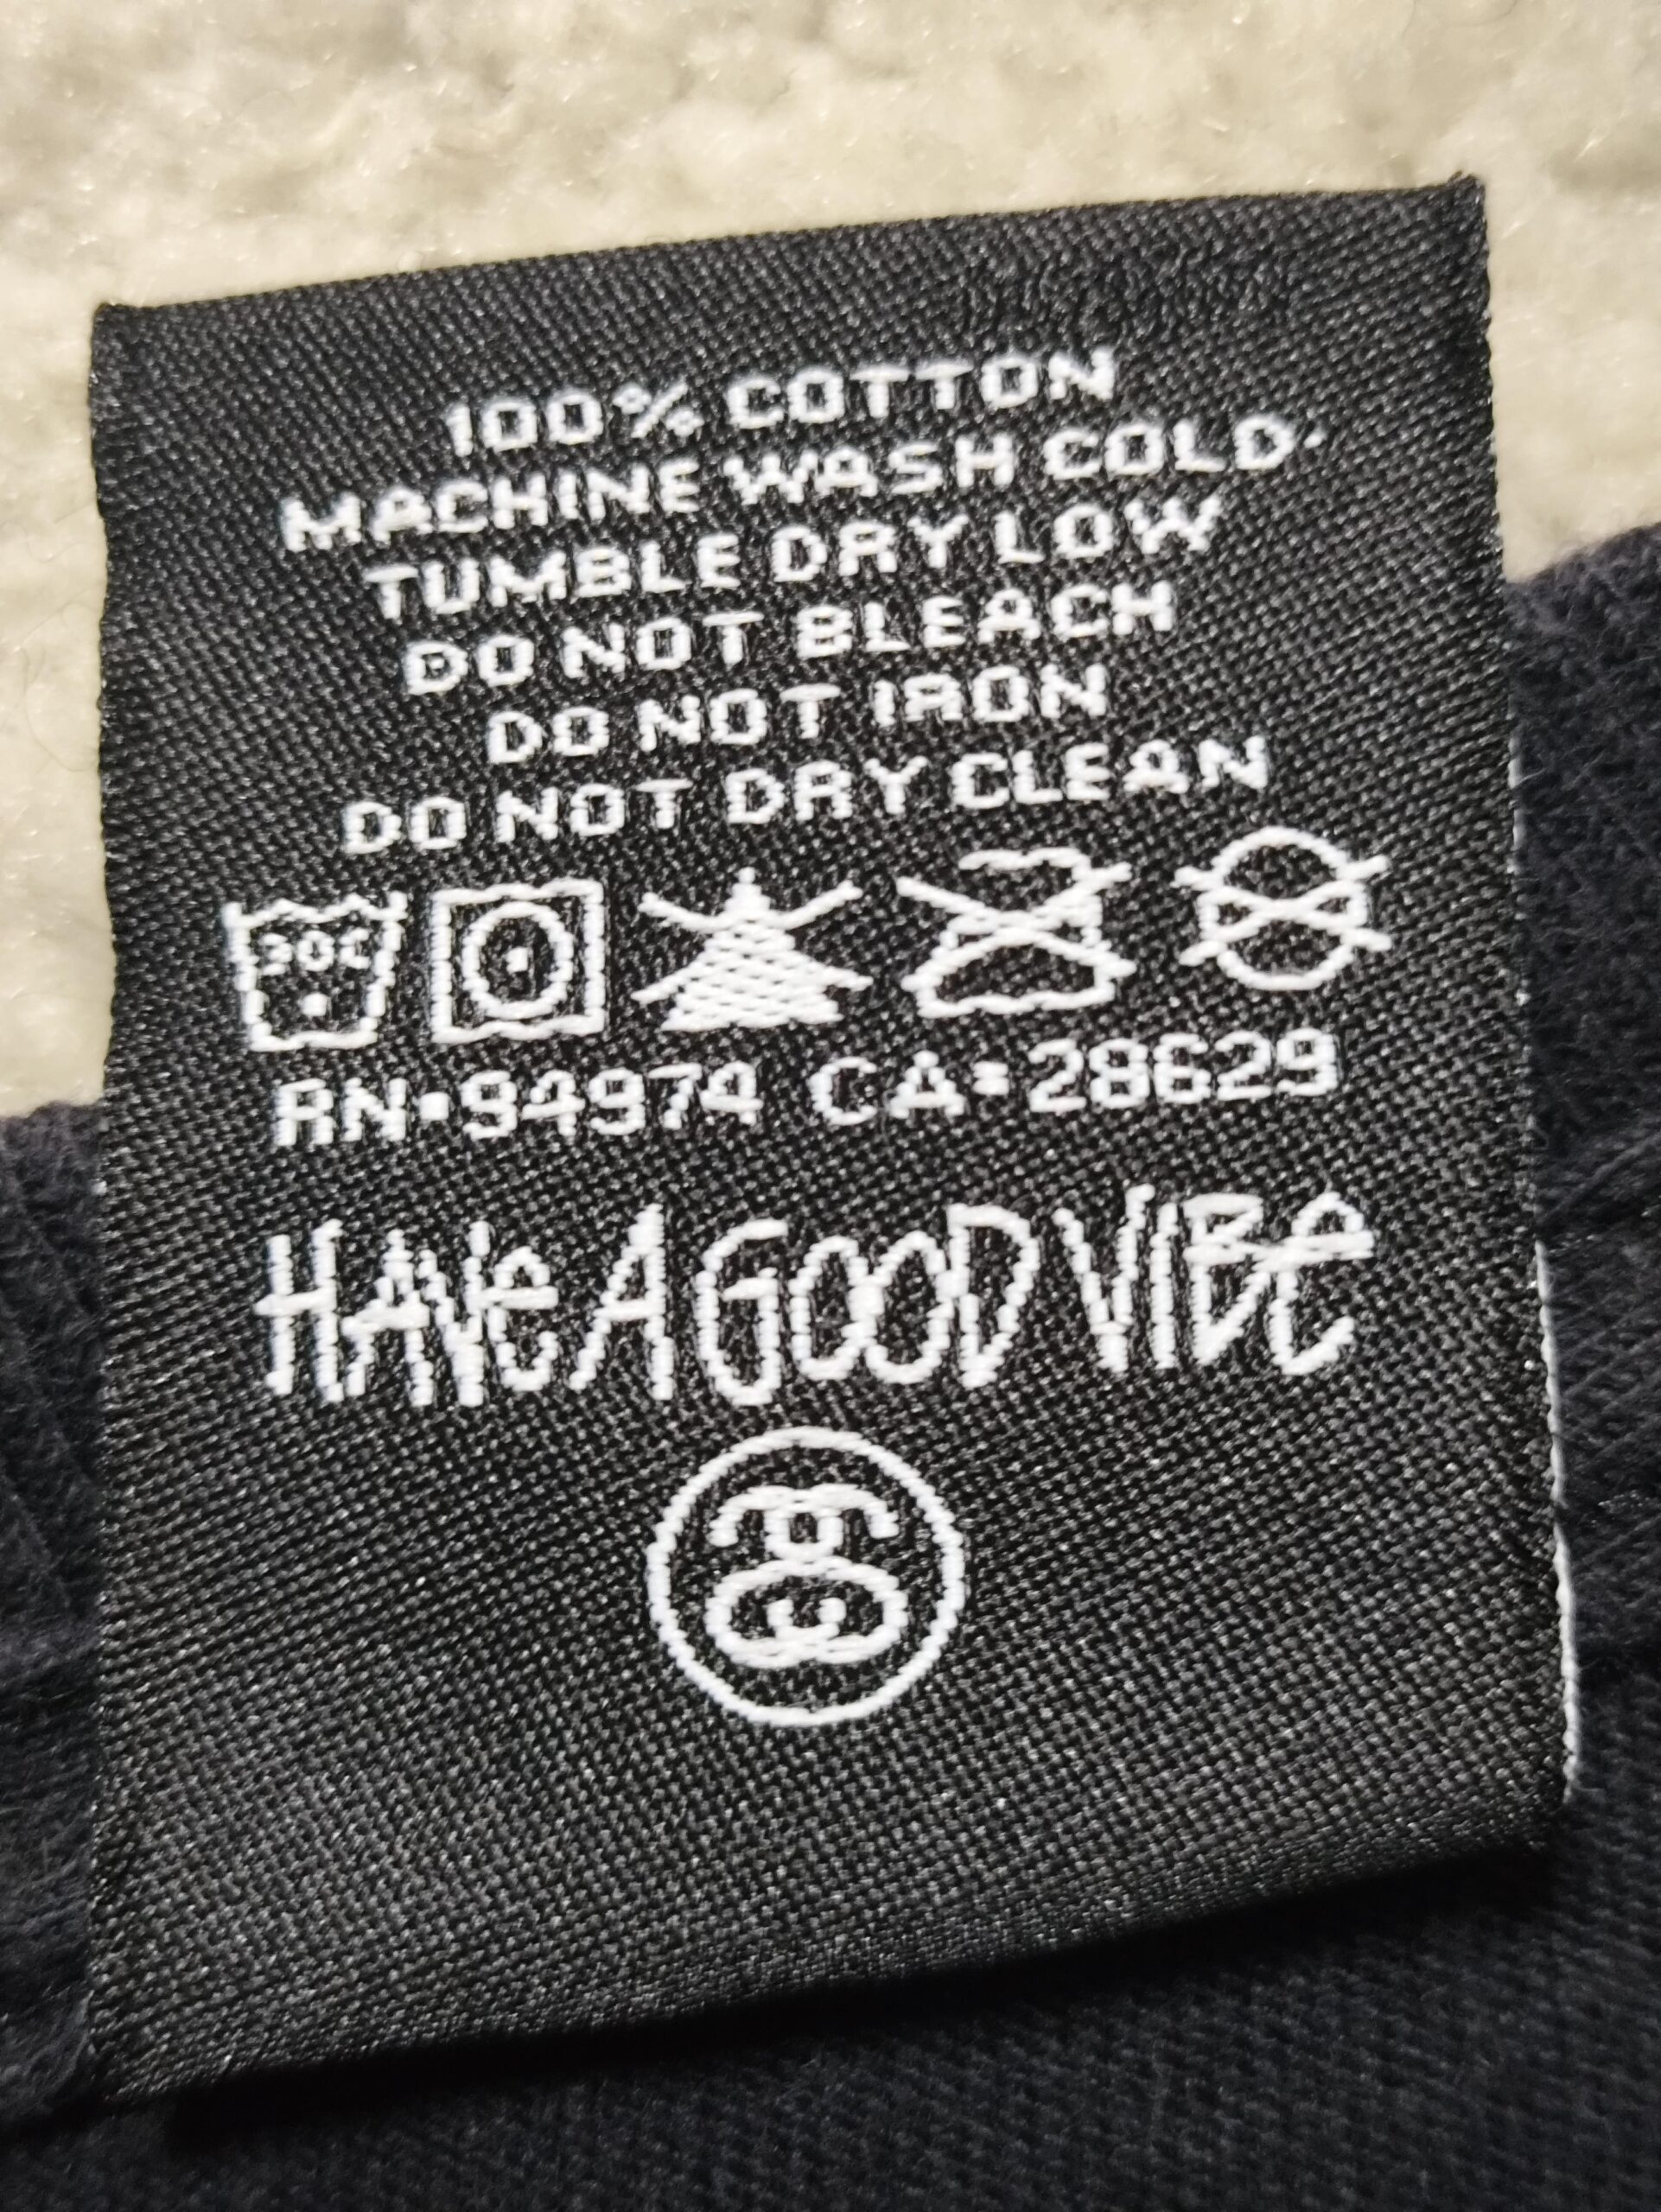 100% COTTON
MACHINE WASH COLD·
TUMBLE DRY LOW
DO NOT BLEACH
DO NOT IRON
DO NOT DRY CLEAN
30C
RN·94974 CA·28629
HAVE A GOOD VIBE